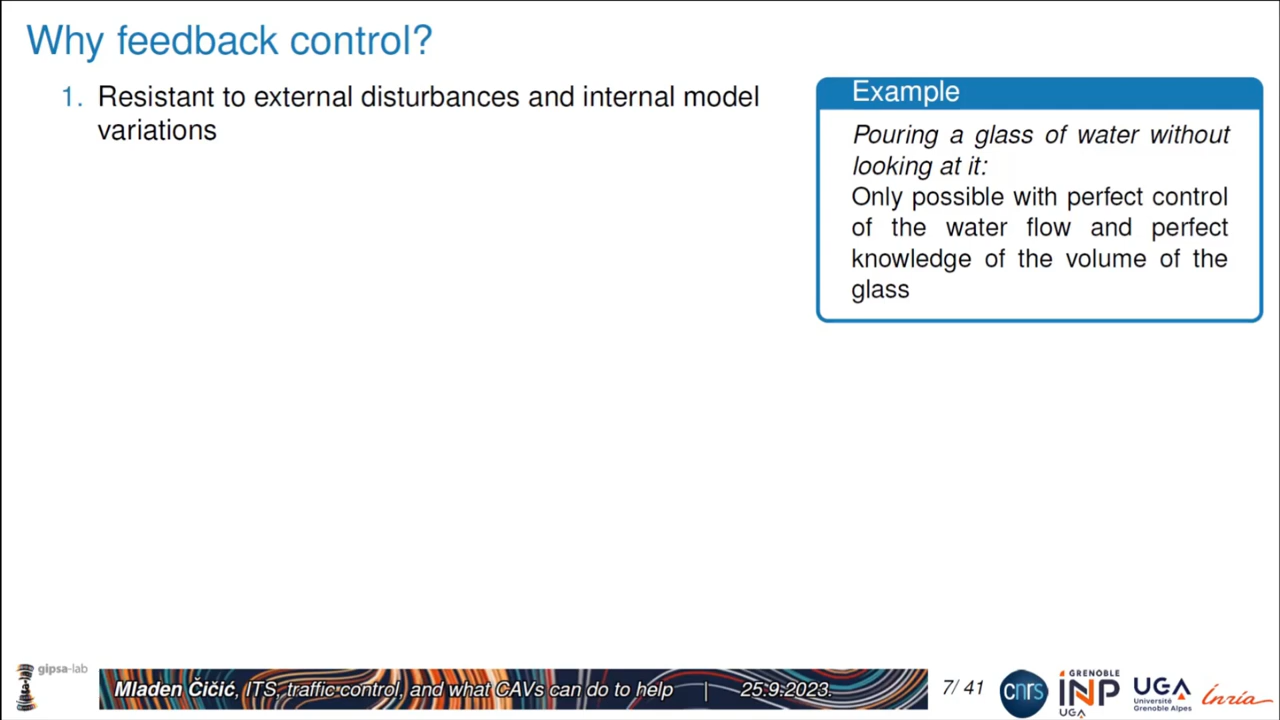 Why feedback control?
1. Resistant to external disturbances and internal model
variations
Example
Pouring a glass of water without
looking at it:
Only possible with perfect control
of the water flow and perfect
knowledge of the volume of the
glass
gipsa-lab
Mladen Čičić, ITS, traffic control, and what CAVs can do to help | 25.9.2023.
7/ 41
cnrs
GRENOBLE
INP
UGA
UGA
Université
Grenoble Alpes
Inria